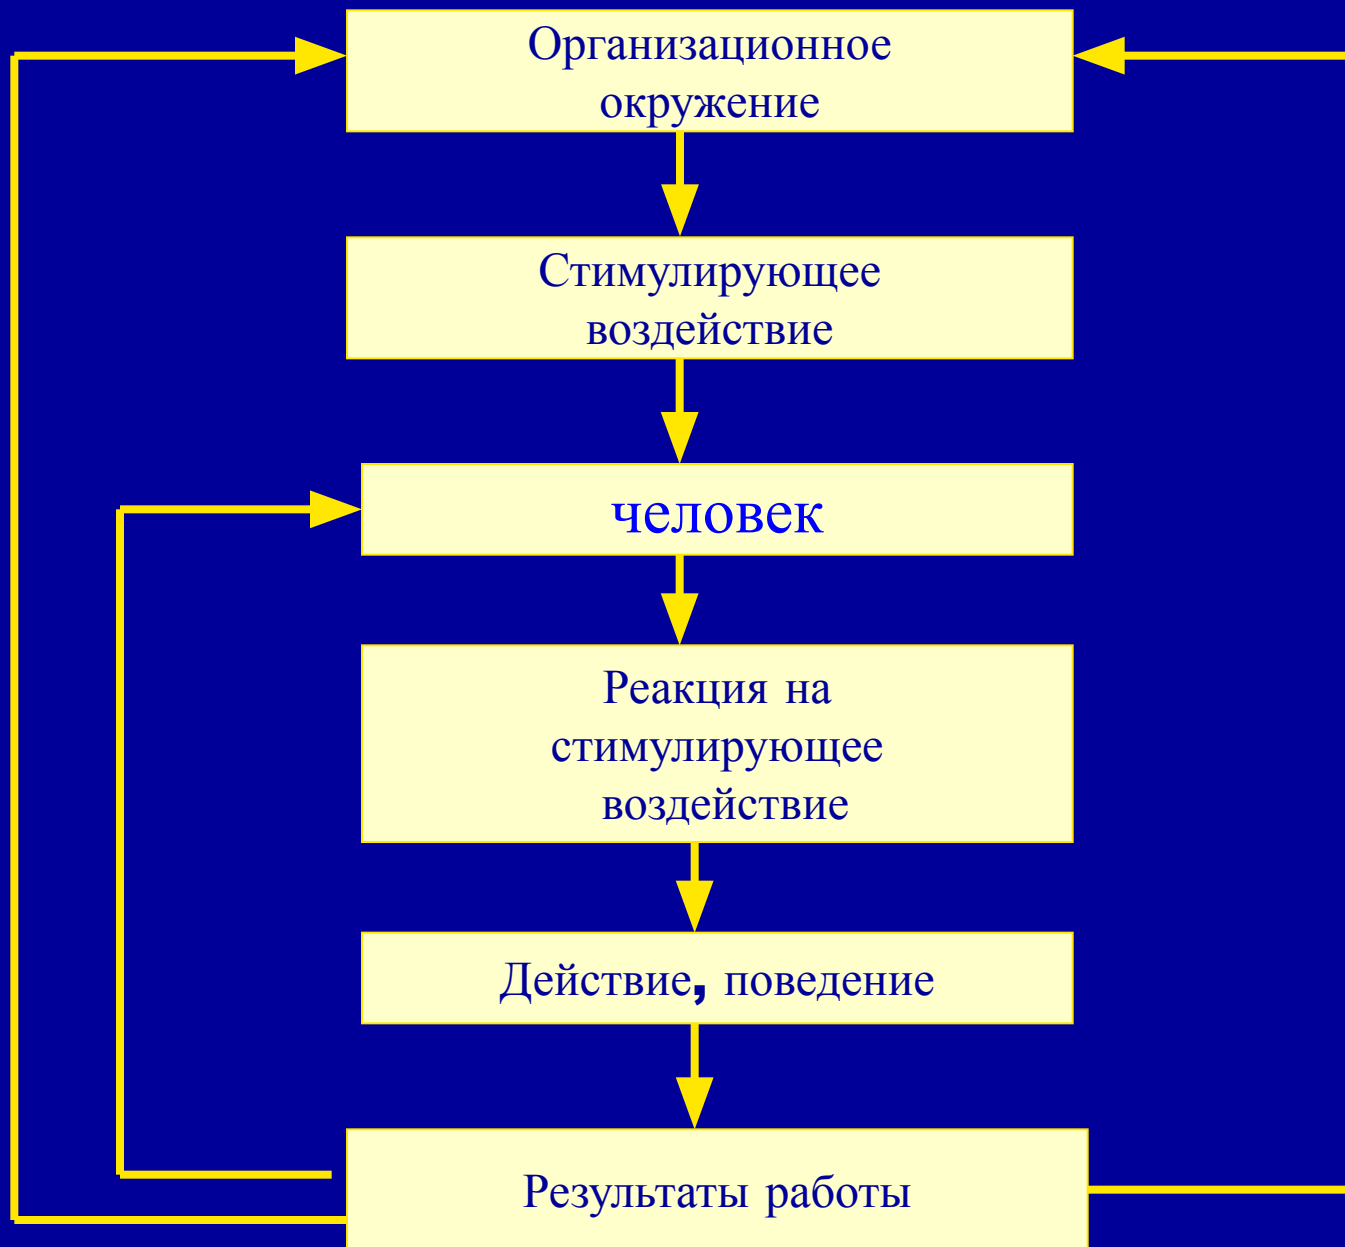 Организационное
окружение
Стимулирующее
воздействие
человек
Реакция на
стимулирующее
воздействие
Действие, поведение
Результаты работы